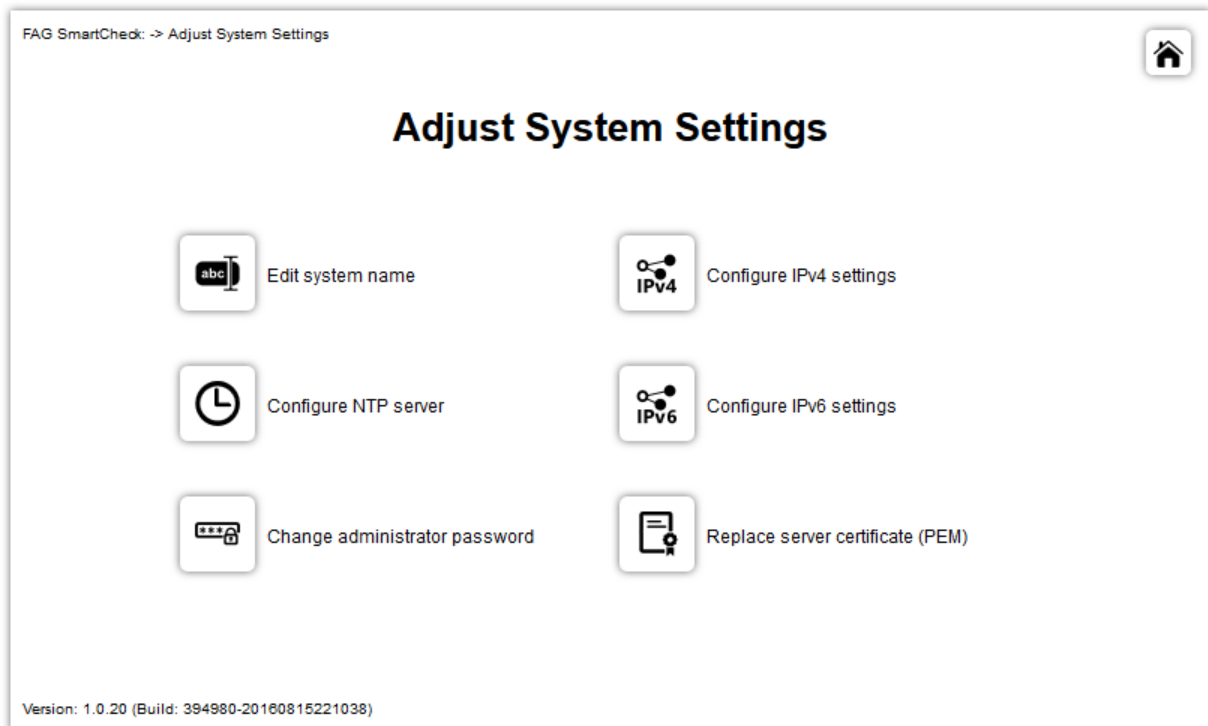 FAG SmartCheck: -> Adjust System Settings
Adjust System Settings
abc
Edit system name
IPv4
Configure IPv4 settings
Configure NTP server
IPv6
Configure IPv6 settings
***
Change administrator password
Replace server certificate (PEM)
Version: 1.0.20 (Build: 394980-20160815221038)